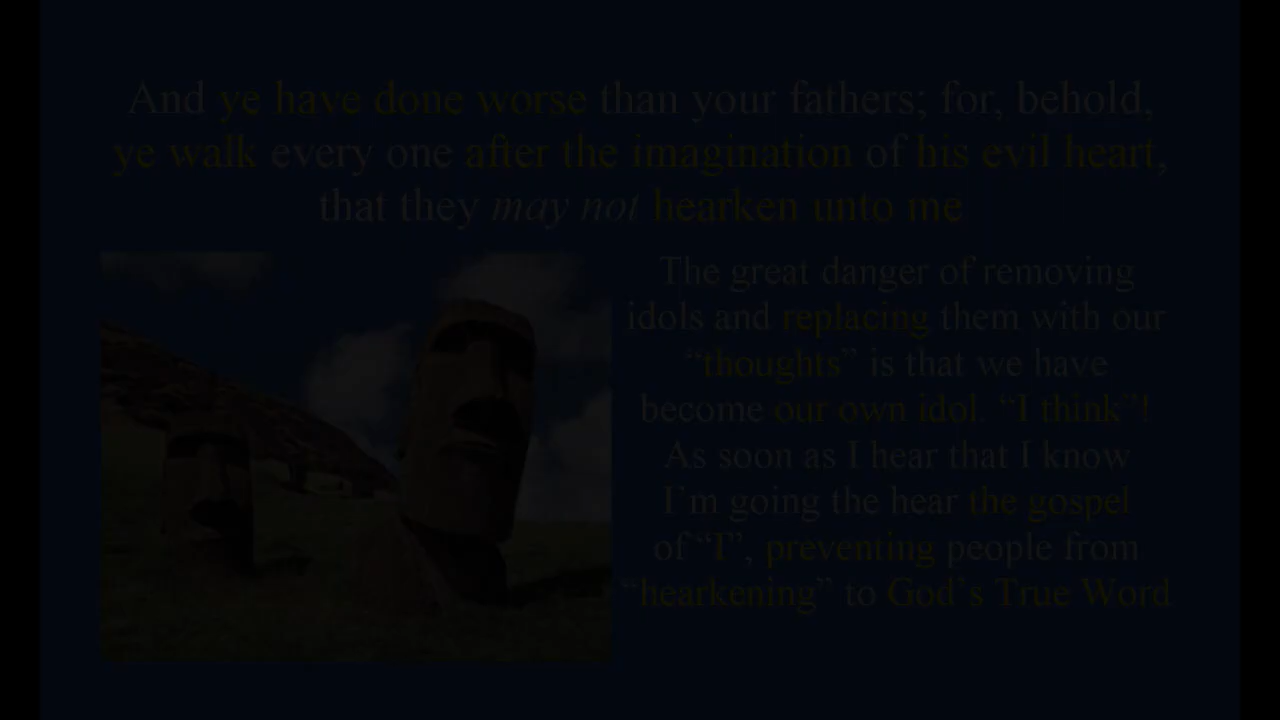 And ye have done worse than your fathers; for, behold,
ye walk every one after the imagination of his evil heart,
that they may not hearken unto me
The great danger of removing
idols and replacing them with our
“thoughts” is that we have
become our own idol. “I think”!
As soon as I hear that I know
I’m going the hear the gospel
of “I”, preventing people from
“hearkening” to God’s True Word